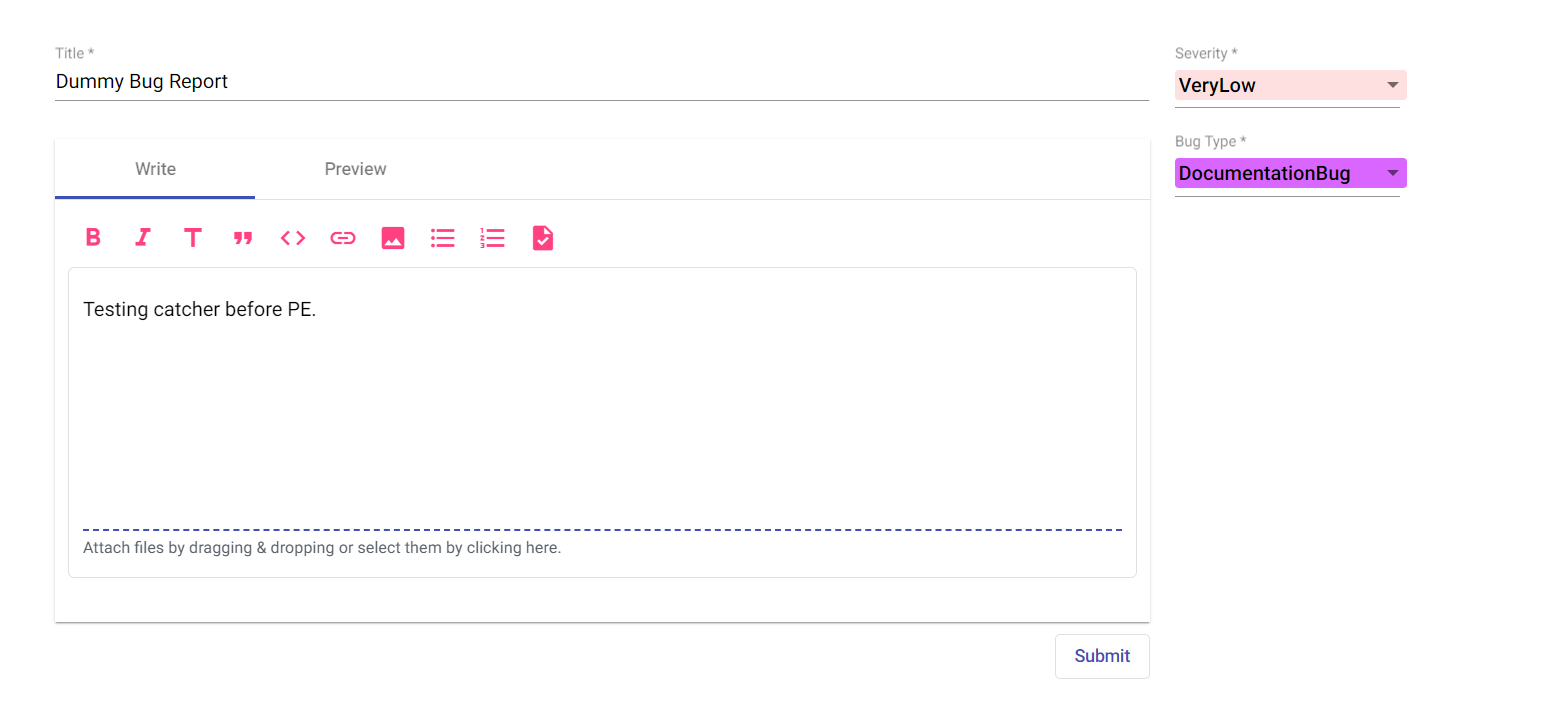 Title *
Dummy Bug Report
Severity *
VeryLow
Bug Type *
DocumentationBug
Write
Preview
Testing catcher before PE.
Attach files by dragging & dropping or select them by clicking here.
Submit